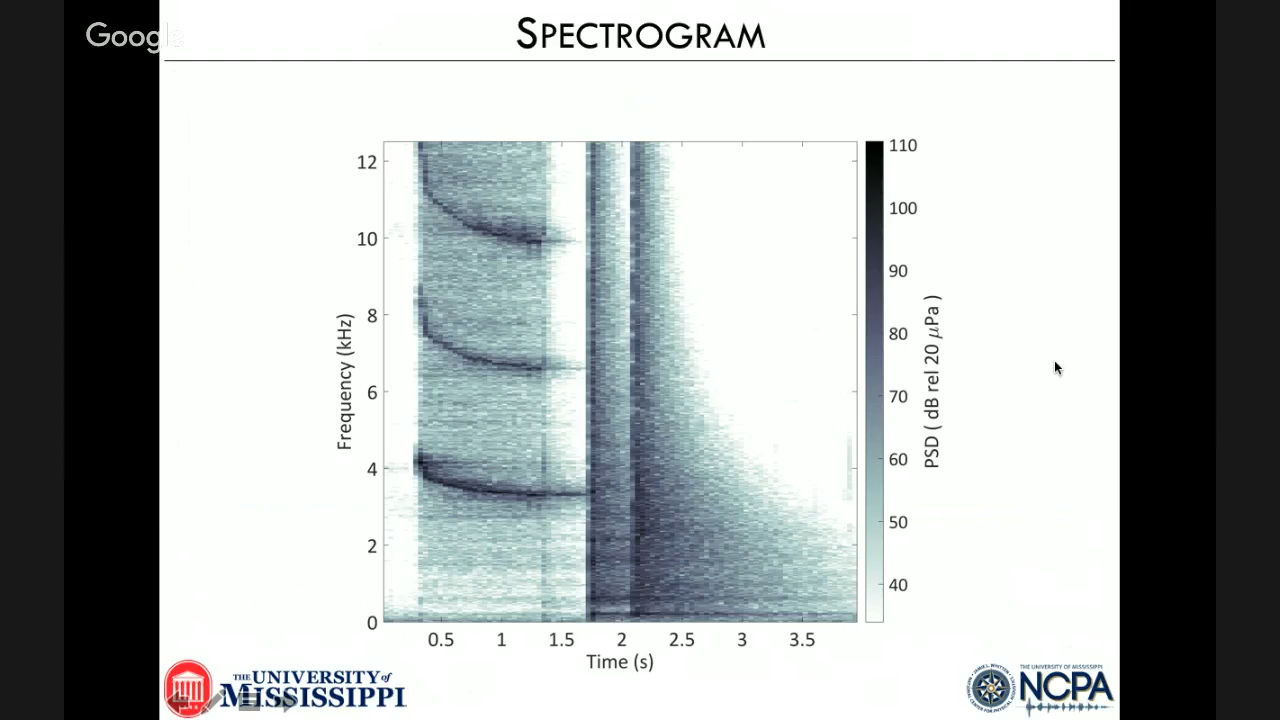 Google
SPECTROGRAM
12
10
8
6
4
2
0
Frequency (kHz)
0.5 1 1.5 2 2.5 3 3.5
Time (s)
110
100
90
80
70
60
50
40
PSD ( dB rel 20 μPa )
THE UNIVERSITY of
MISSISSIPPI
THE UNIVERSITY OF MISSISSIPPI
NCPA